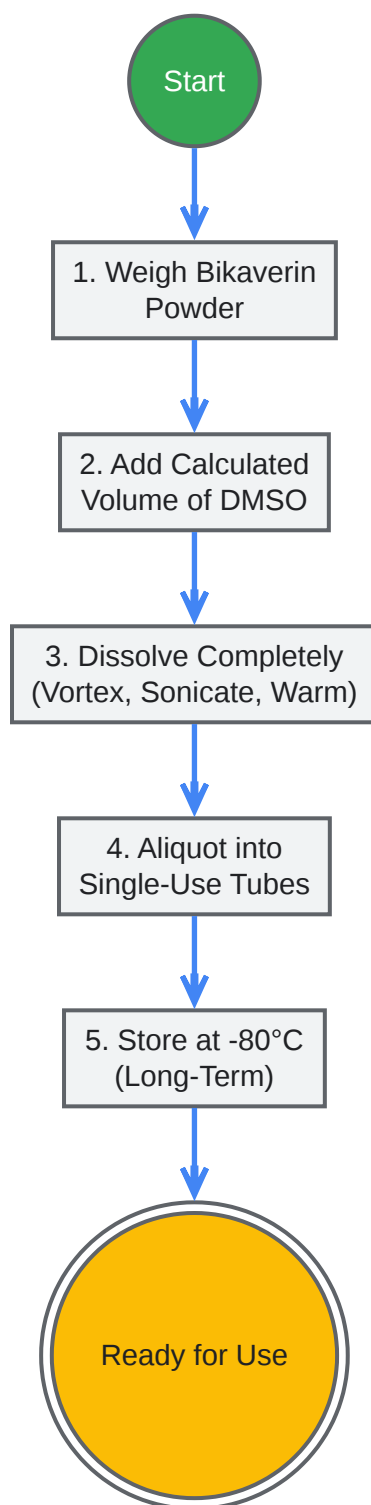 Start
1. Weigh Bikaverin
Powder
2. Add Calculated
Volume of DMSO
3. Dissolve Completely
(Vortex, Sonicate, Warm)
4. Aliquot into
Single-Use Tubes
5. Store at -80°C
(Long-Term)
Ready for Use